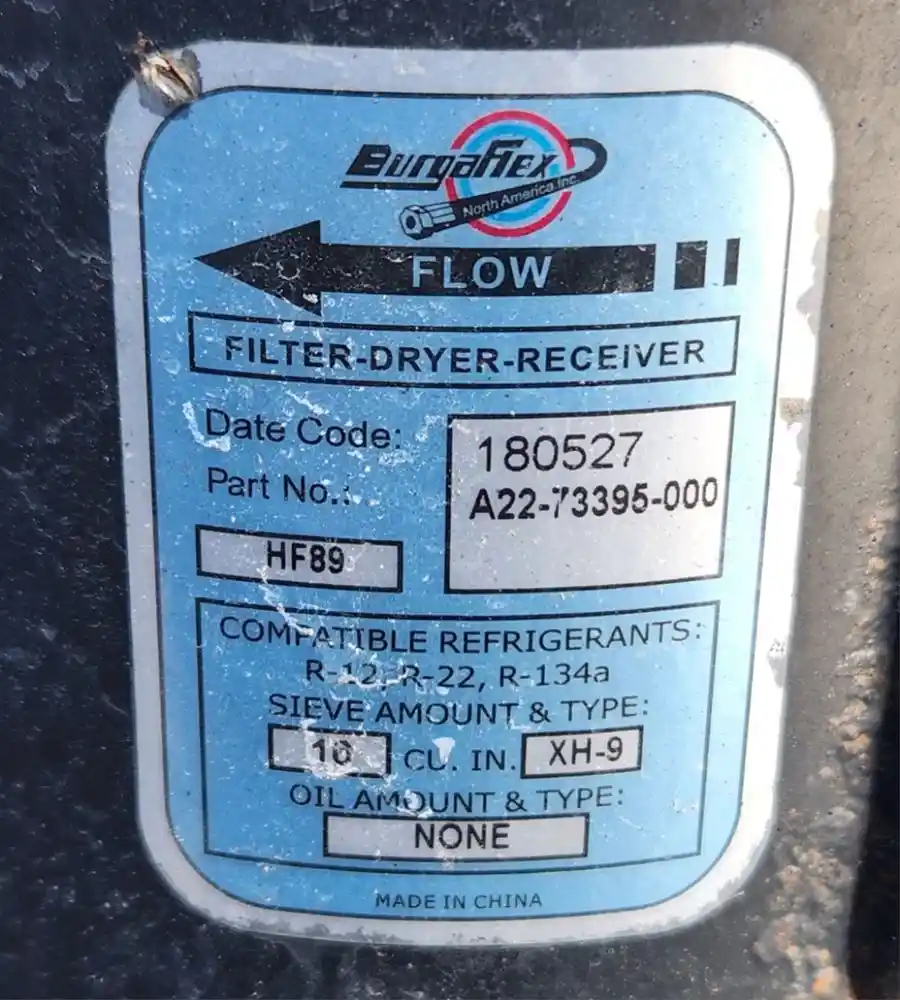 Burgaflex
North America Inc.
FLOW
FILTER-DRYER-RECEIVER
Date Code: 180527
Part No.: A22-73395-000
HF89
COMPATIBLE REFRIGERANTS:
R-12, R-22, R-134a
SIEVE AMOUNT & TYPE:
CU. IN. XH-9
OIL AMOUNT & TYPE:
NONE
MADE IN CHINA